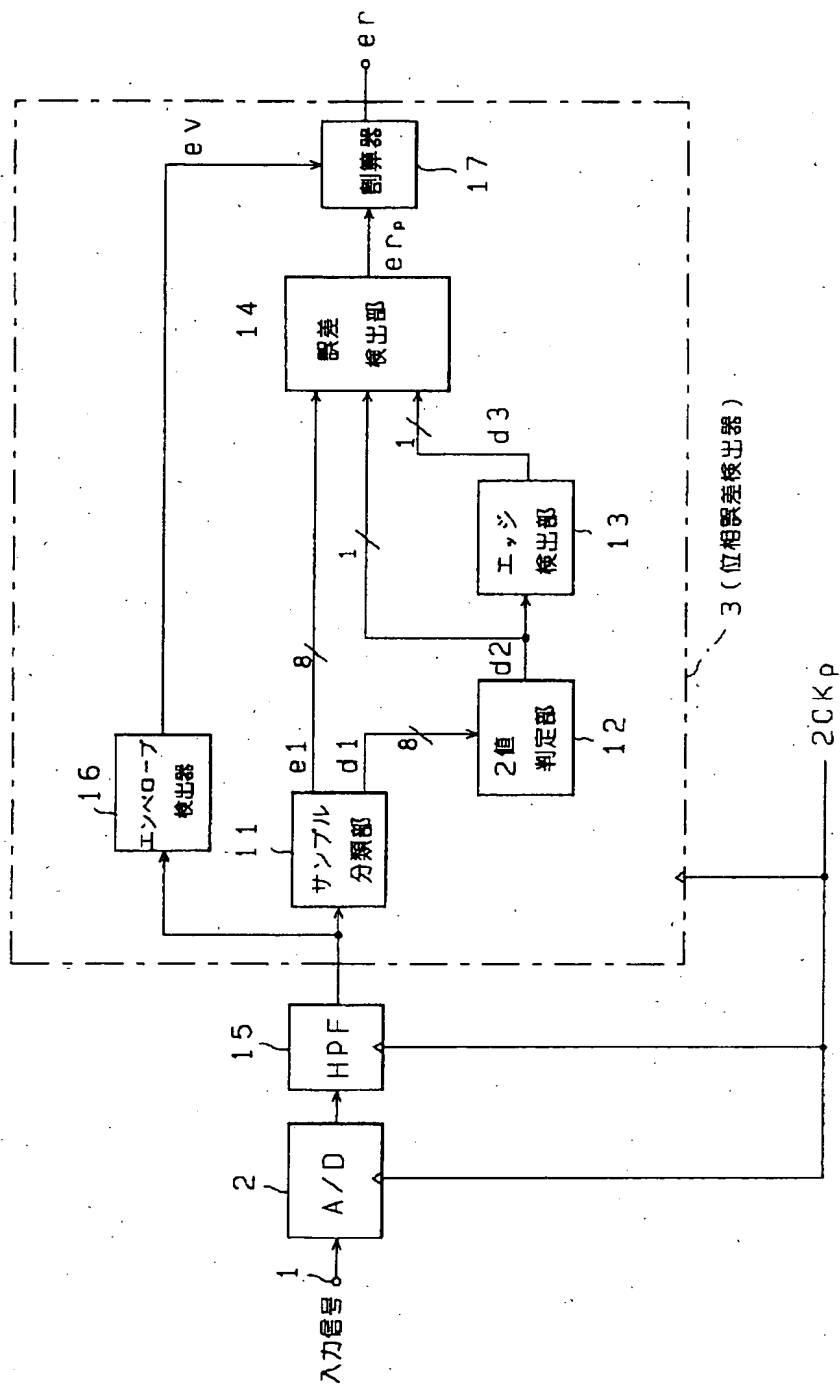 入力信号
1
2
A/D
15
HPF
16
エンベロープ
検出器
11
サンプル
分類部
e1
d1
8
8
2値
判定部
12
d2
1
エッジ
検出部
13
1
d3
14
誤差
検出部
erp
ev
割算器
17
er
3(位相誤差検出器)
2CKp